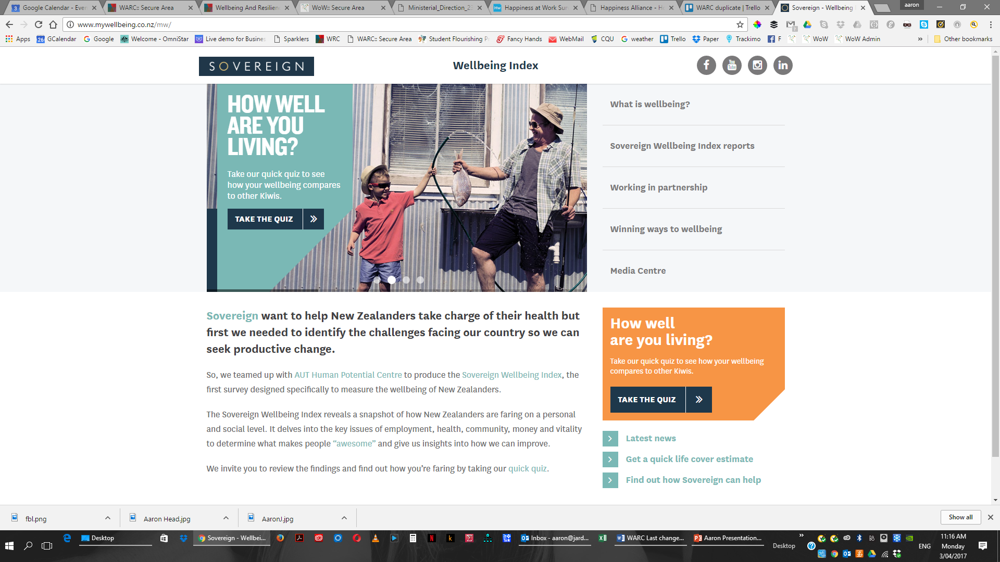 Google Calendar - Even
WARC:: Secure Area
Wellbeing And Resilien
WoW:: Secure Area
Ministerial_Direction_23
Happiness at Work Sur
Happiness Alliance - H
WARC duplicate | Trello
Sovereign - Wellbeing
aaron
www.mywellbeing.co.nz/mw/
Apps
26 GCalendar
Google
Welcome - OmniStar
Live demo for Busines
Sparklers
WRC
WARC:: Secure Area
Student Flourishing P
Fancy Hands
WebMail
CQU
weather
Trello
Paper
Trackimo
F
WoW
WoW Admin
Other bookmarks
SOVEREIGN
Wellbeing Index
You Tube
in
HOW WELL
ARE YOU
LIVING?
Take our quick quiz to see
how your wellbeing compares
to other Kiwis.
TAKE THE QUIZ
What is wellbeing?
Sovereign Wellbeing Index reports
Working in partnership
Winning ways to wellbeing
Media Centre
Sovereign want to help New Zealanders take charge of their health but
first we needed to identify the challenges facing our country so we can
seek productive change.
So, we teamed up with AUT Human Potential Centre to produce the Sovereign Wellbeing Index, the
first survey designed specifically to measure the wellbeing of New Zealanders.
The Sovereign Wellbeing Index reveals a snapshot of how New Zealanders are faring on a personal
and social level. It delves into the key issues of employment, health, community, money and vitality
to determine what makes people “awesome” and give us insights into how we can improve.
We invite you to review the findings and find out how you’re faring by taking our quick quiz.
How well
are you living?
Take our quick quiz to see how your wellbeing
compares to other Kiwis.
TAKE THE QUIZ
Latest news
Get a quick life cover estimate
Find out how Sovereign can help
fbl.png
Aaron Head.jpg
AaronJ.jpg
Show all
Desktop
Sovereign - Wellbei...
Inbox - aaron@jard...
WARC Last change...
Aaron Presentation...
Desktop
ENG
11:16 AM
Monday
3/04/2017